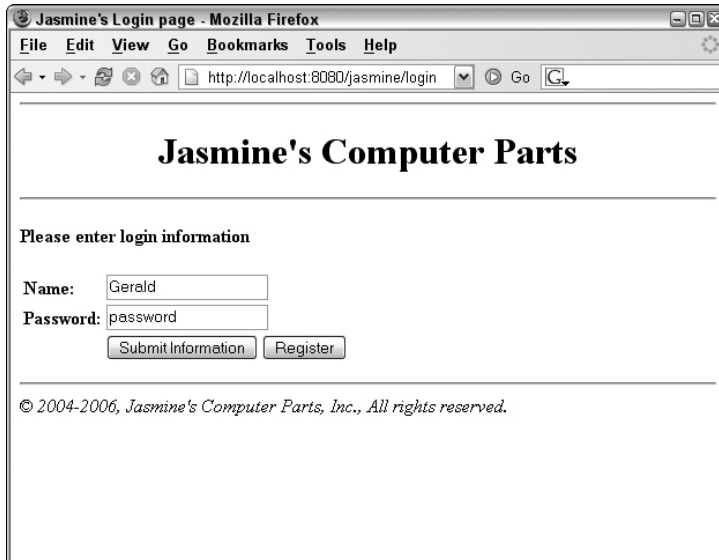 Jasmine's Login page - Mozilla Firefox
File Edit View Go Bookmarks Tools Help
http://localhost:8080/jasmine/login Go G
Jasmine's Computer Parts
Please enter login information
Name: Gerald
Password: password
Submit Information Register
© 2004-2006, Jasmine's Computer Parts, Inc., All rights reserved.